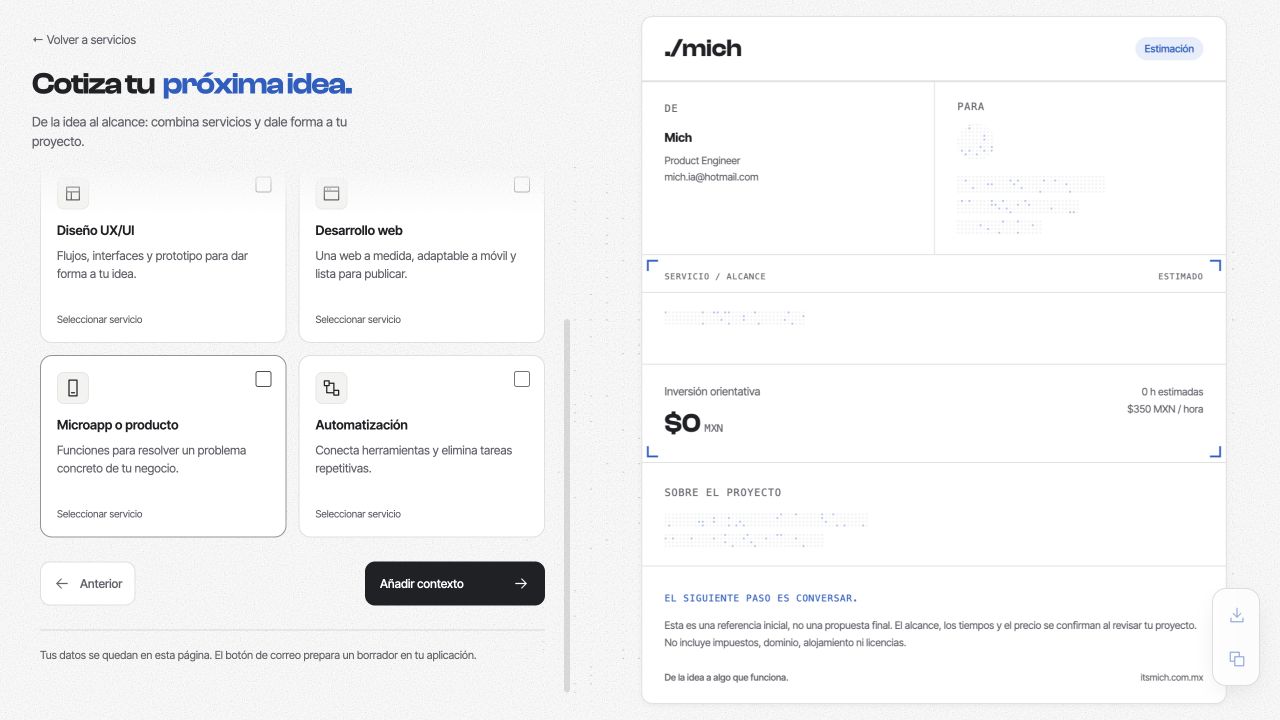 ← Volver a servicios
Cotiza tu próxima idea.
De la idea al alcance: combina servicios y dale forma a tu
proyecto.
Diseño UX/UI
Flujos, interfaces y prototipo para dar
forma a tu idea.
Seleccionar servicio
Desarrollo web
Una web a medida, adaptable a móvil y
lista para publicar.
Seleccionar servicio
Microapp o producto
Funciones para resolver un problema
concreto de tu negocio.
Seleccionar servicio
Automatización
Conecta herramientas y elimina tareas
repetitivas.
Seleccionar servicio
← Anterior
Añadir contexto →
Tus datos se quedan en esta página. El botón de correo prepara un borrador en tu aplicación.
./mich
Estimación
DE
Mich
Product Engineer
mich.ia@hotmail.com
PARA
SERVICIO / ALCANCE
ESTIMADO
Inversión orientativa
$0 MXN
0 h estimadas
$350 MXN / hora
SOBRE EL PROYECTO
EL SIGUIENTE PASO ES CONVERSAR.
Esta es una referencia inicial, no una propuesta final. El alcance, los tiempos y el precio se confirman al revisar tu proyecto.
No incluye impuestos, dominio, alojamiento ni licencias.
De la idea a algo que funciona.
itsmich.com.mx